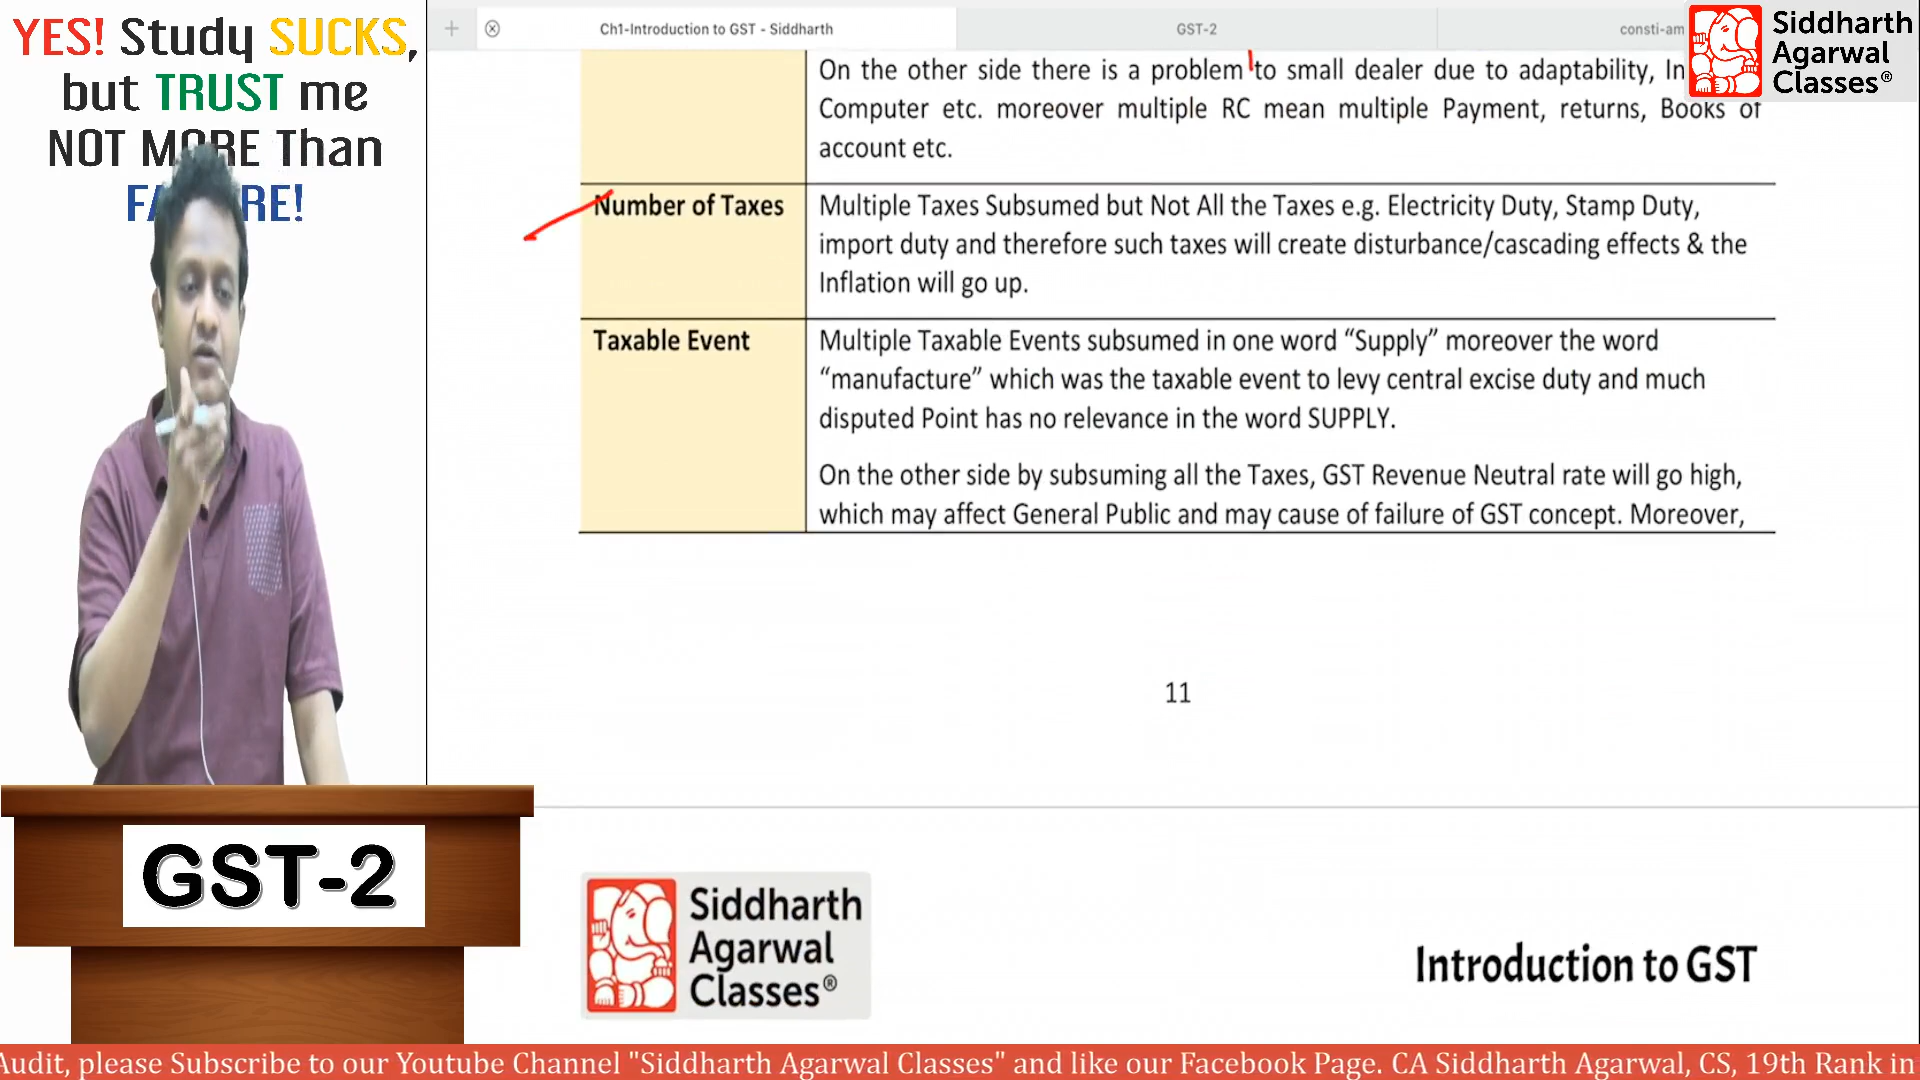 YES! Study SUCKS,
but TRUST me
NOT MORE Than
Ch1-Introduction to GST - Siddharth
GST-2
consti-am
Siddharth
Agarwal
Classes®
On the other side there is a problem to small dealer due to adaptability, In
Computer etc. moreover multiple RC mean multiple Payment, returns, Books of
account etc.
Number of Taxes
Multiple Taxes Subsumed but Not All the Taxes e.g. Electricity Duty, Stamp Duty,
import duty and therefore such taxes will create disturbance/cascading effects & the
Inflation will go up.
Taxable Event
Multiple Taxable Events subsumed in one word “Supply” moreover the word
“manufacture” which was the taxable event to levy central excise duty and much
disputed Point has no relevance in the word SUPPLY.
On the other side by subsuming all the Taxes, GST Revenue Neutral rate will go high,
which may affect General Public and may cause of failure of GST concept. Moreover,
11
GST-2
Siddharth
Agarwal
Classes®
Introduction to GST
Audit, please Subscribe to our Youtube Channel "Siddharth Agarwal Classes" and like our Facebook Page. CA Siddharth Agarwal, CS, 19th Rank in